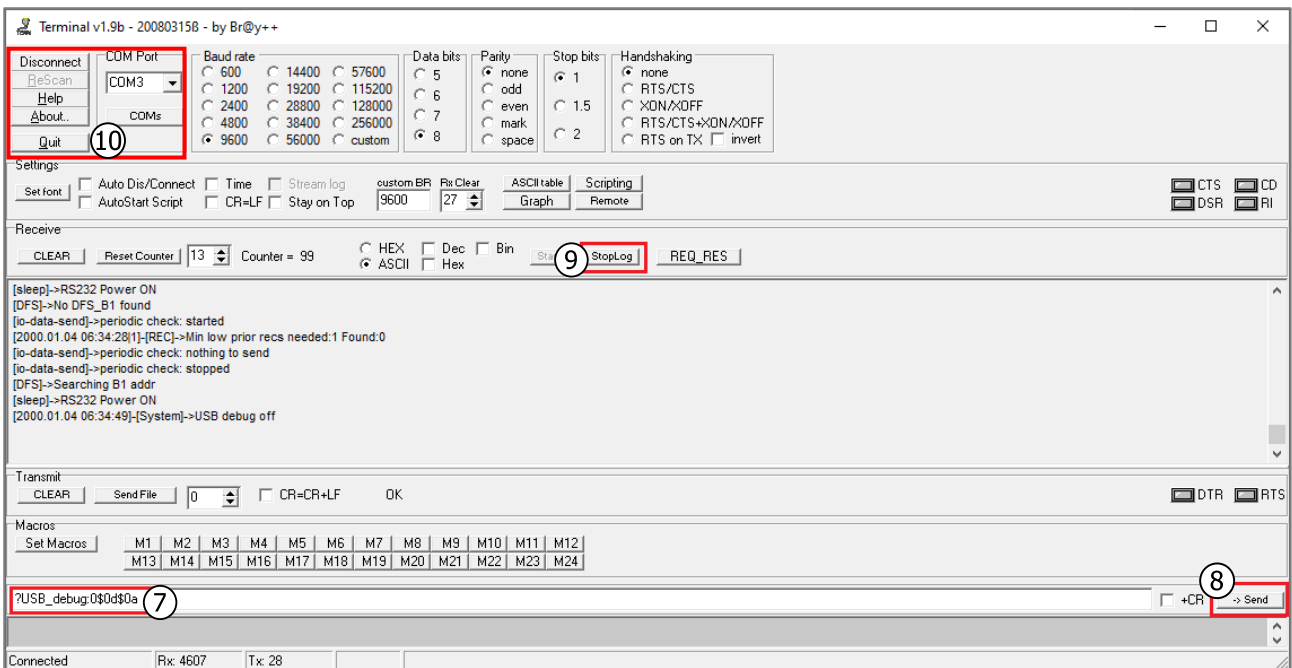 Terminal v1.9b - 20080315ß - by Br@y++
Disconnect
ReScan
Help
About..
Quit
10
COM Port
COM3
COMs
Baud rate
600 14400 57600
1200 19200 115200
2400 28800 128000
4800 38400 256000
9600 56000 custom
Data bits
5
6
7
8
Parity
none
odd
even
mark
space
Stop bits
1
1.5
2
Handshaking
none
RTS/CTS
XON/XOFF
RTS/CTS+XON/XOFF
RTS on TX invert
Settings
Set font
Auto Dis/Connect Time Stream log
AutoStart Script CR=LF Stay on Top
custom BR Rx Clear
9600 27
ASCII table Scripting
Graph Remote
CTS CD
DSR RI
Receive
CLEAR Reset Counter 13 Counter = 99
HEX Dec Bin
ASCII Hex
9 StopLog REQ_RES
[sleep]->RS232 Power ON
[DFS]->No DFS_B1 found
[io-data-send]->periodic check: started
[2000.01.04 06:34:28|1]-[REC]->Min low prior recs needed:1 Found:0
[io-data-send]->periodic check: nothing to send
[io-data-send]->periodic check: stopped
[DFS]->Searching B1 addr
[sleep]->RS232 Power ON
[2000.01.04 06:34:49]-[System]->USB debug off
Transmit
CLEAR Send File 0 CR=CR+LF OK
DTR RTS
Macros
Set Macros
M1 M2 M3 M4 M5 M6 M7 M8 M9 M10 M11 M12
M13 M14 M15 M16 M17 M18 M19 M20 M21 M22 M23 M24
?USB_debug:0$0d$0a 7
8
+CR -> Send
Connected Rx: 4607 Tx: 28